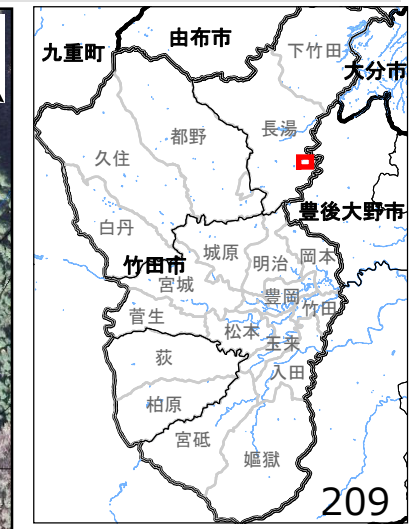 由布市
九重町
下竹田
大分市
都野
長湯
久住
豊後大野市
白丹
城原
明治
岡本
竹田市
宮城
豊岡
竹田
菅生
松本
玉来
荻
入田
柏原
宮砥
嫗獄
209